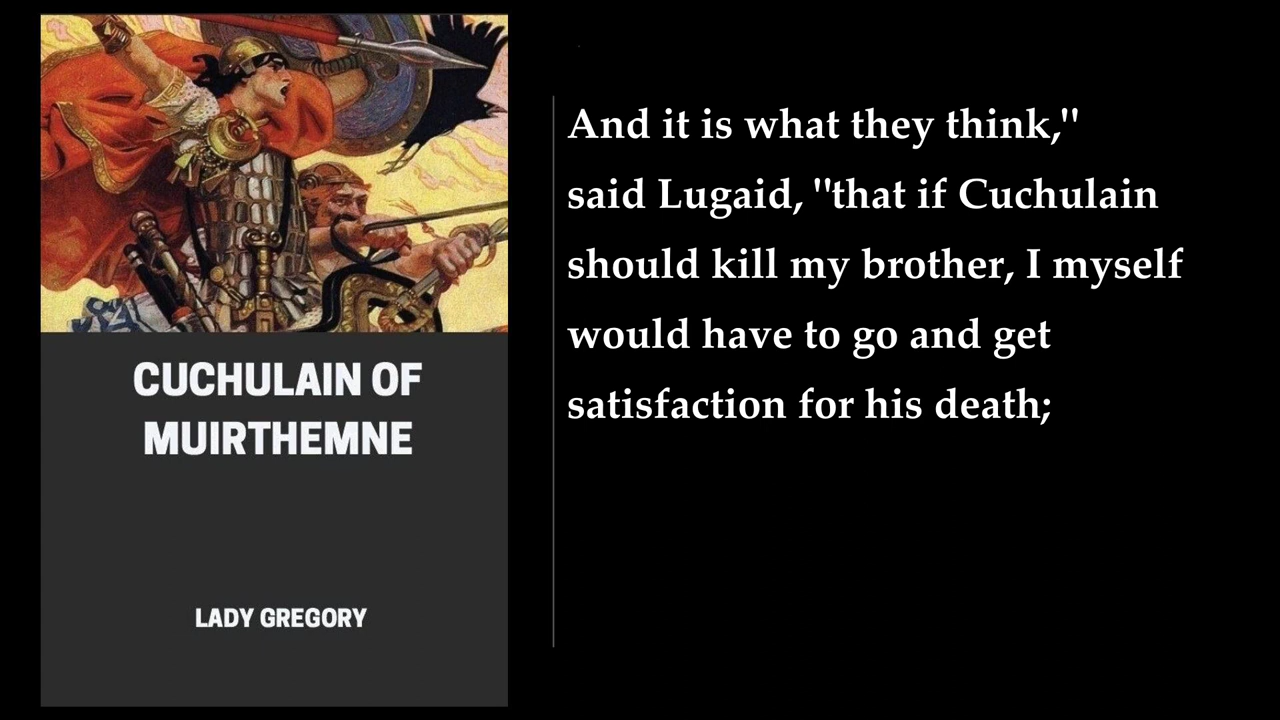 CUCHULAIN OF
MUIRTHEMNE
LADY GREGORY
And it is what they think,"
said Lugaid, "that if Cuchulain
should kill my brother, I myself
would have to go and get
satisfaction for his death;